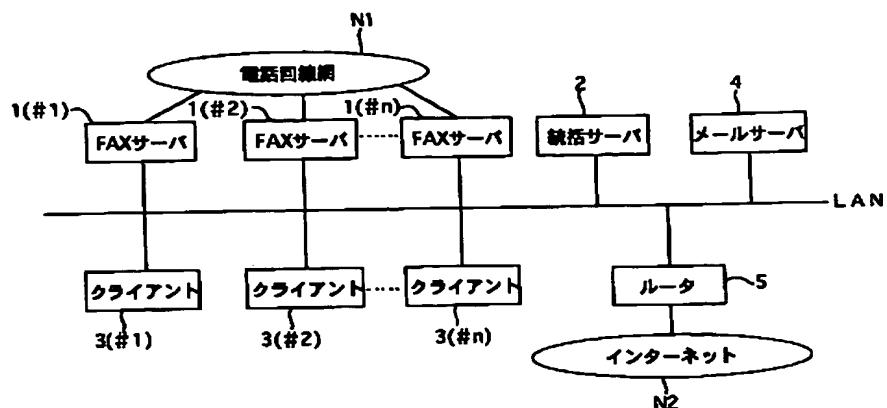 N1
電話回線網
1(#1)
1(#2)
1(#n)
2
4
FAXサーバ
FAXサーバ
FAXサーバ
統括サーバ
メールサーバ
LAN
クライアント
クライアント
クライアント
ルータ
5
3(#1)
3(#2)
3(#n)
インターネット
N2